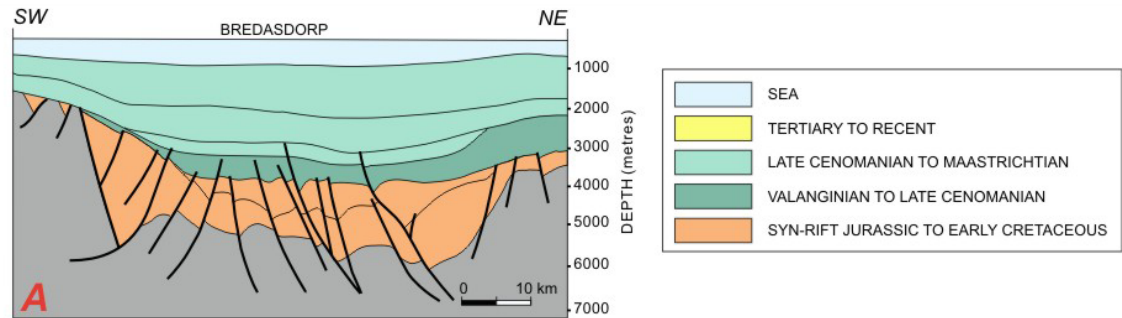 SW
NE
BREDASDORP
1000
2000
3000
4000
5000
6000
7000
DEPTH (metres)
A
0 10 km
SEA
TERTIARY TO RECENT
LATE CENOMANIAN TO MAASTRICHTIAN
VALANGINIAN TO LATE CENOMANIAN
SYN-RIFT JURASSIC TO EARLY CRETACEOUS